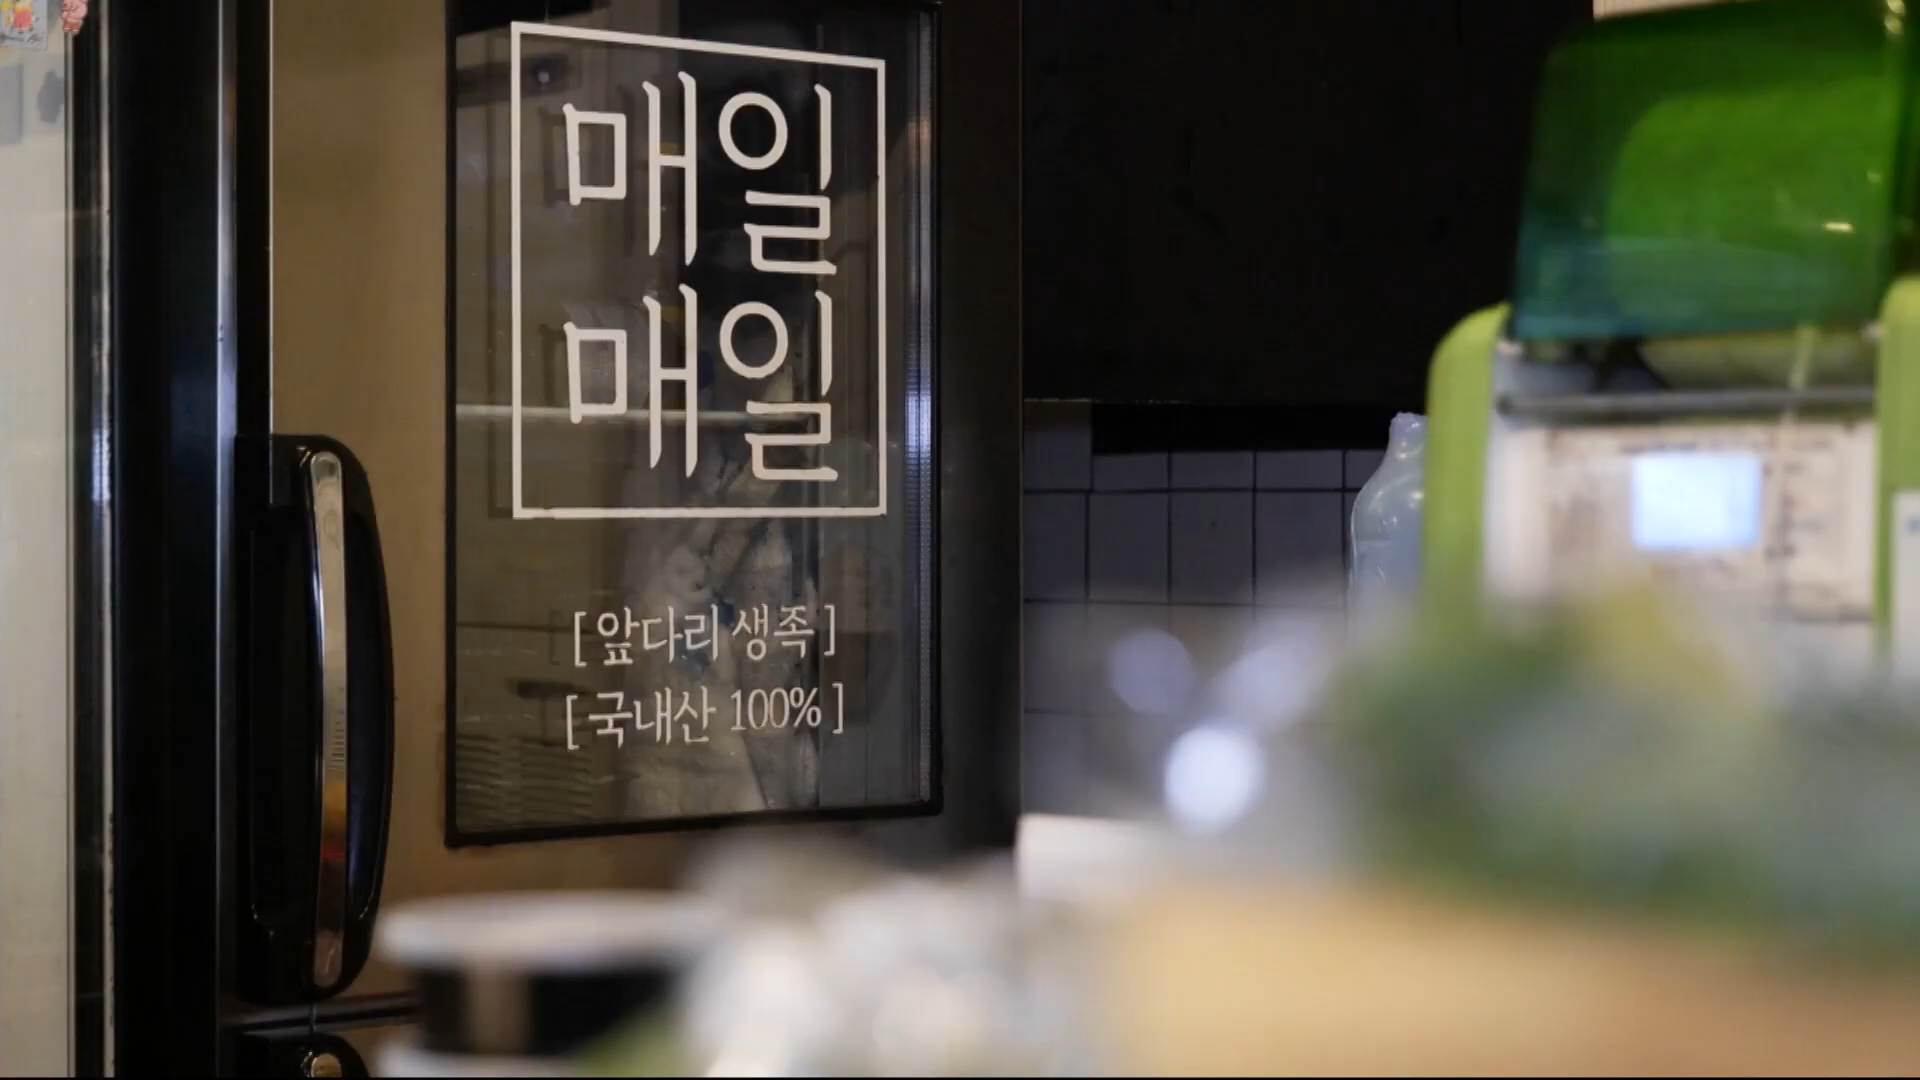 매일
매일
[ 앞다리 생족 ]
[ 국내산 100% ]